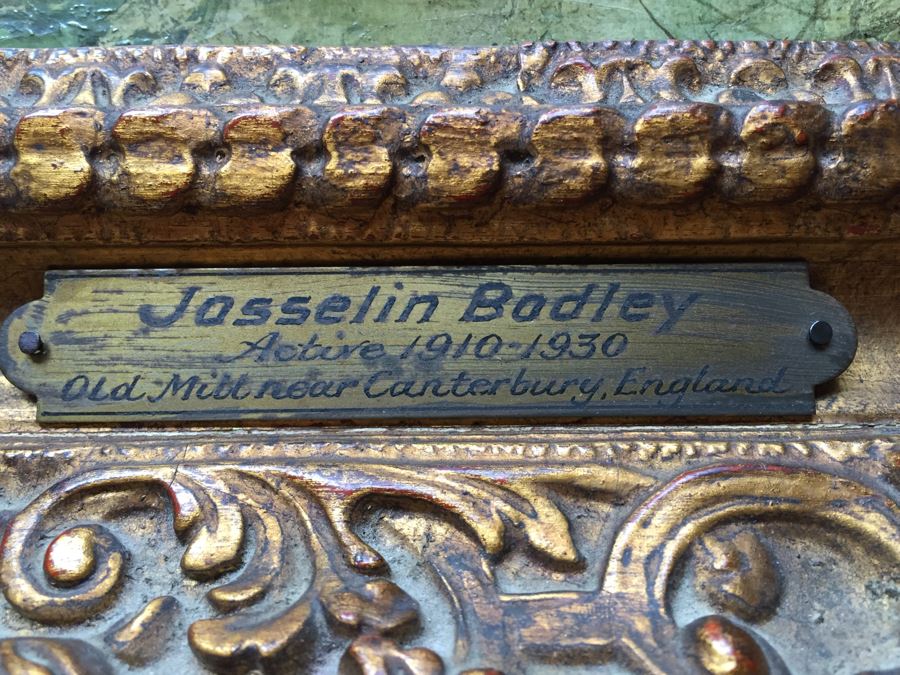 Josselin Bodley
Active 1910-1930
Old Mill near Canterbury, England